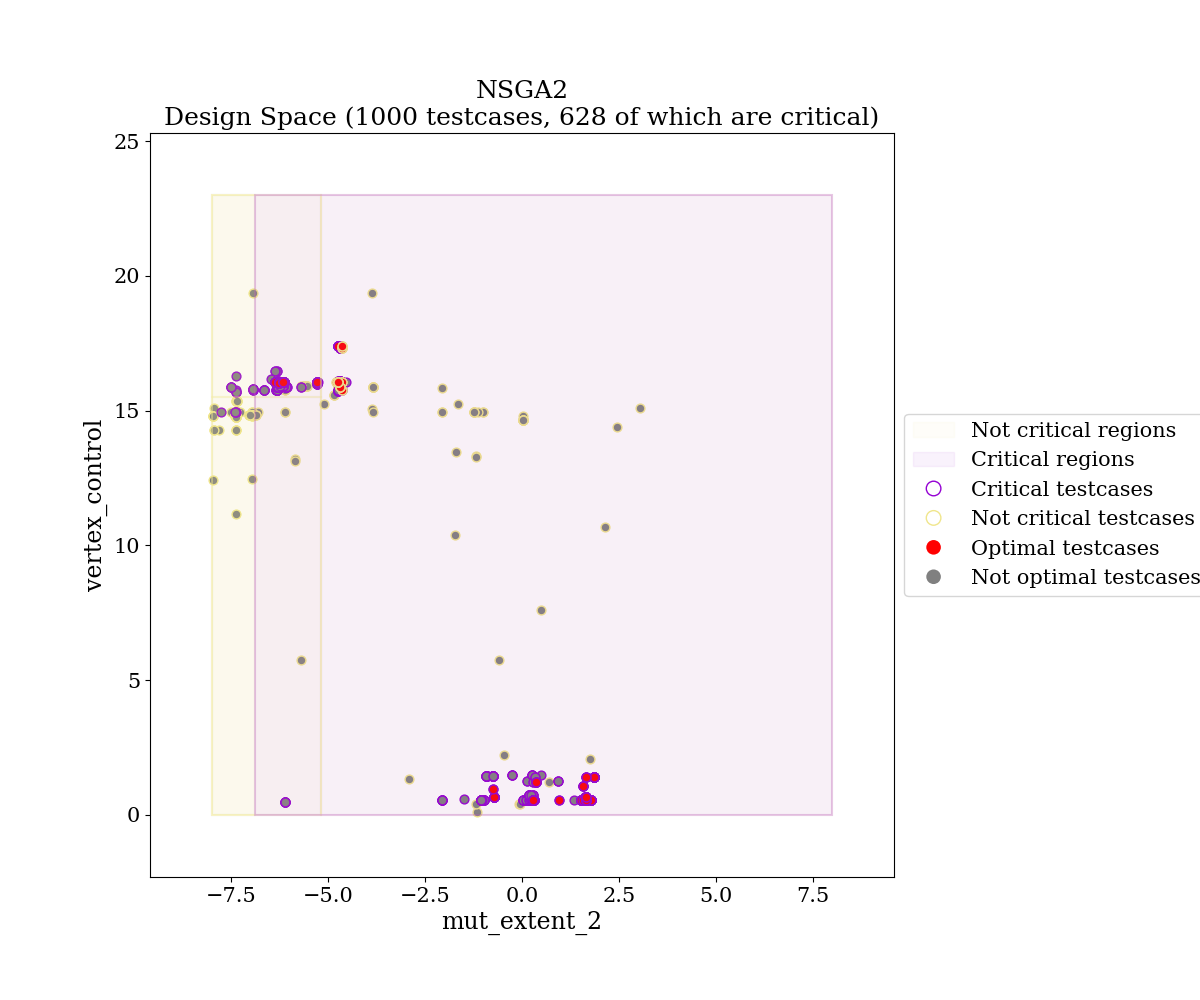 NSGA2
Design Space (1000 testcases, 628 of which are critical)
25
20
15
10
5
0
vertex_control
−7.5
−5.0
−2.5
0.0
2.5
5.0
7.5
mut_extent_2
Not critical regions
Critical regions
Critical testcases
Not critical testcases
Optimal testcases
Not optimal testcases